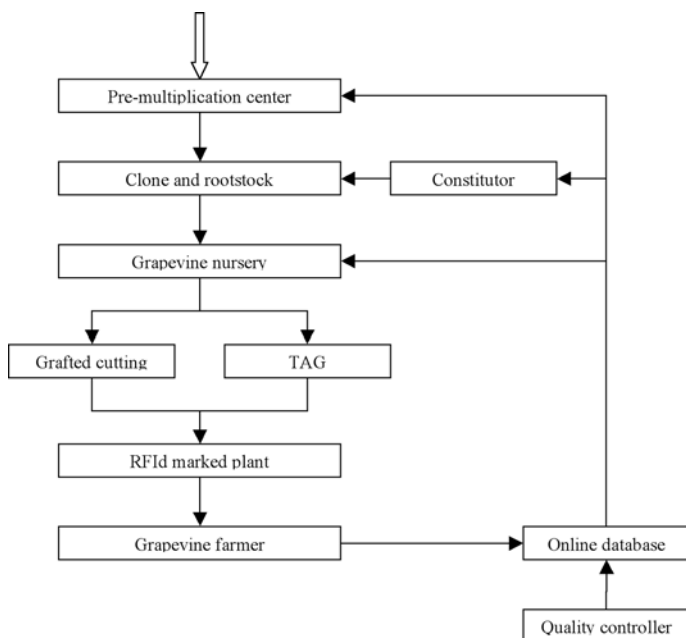 Pre-multiplication center
Clone and rootstock
Constitutor
Grapevine nursery
Grafted cutting
TAG
RFId marked plant
Grapevine farmer
Online database
Quality controller